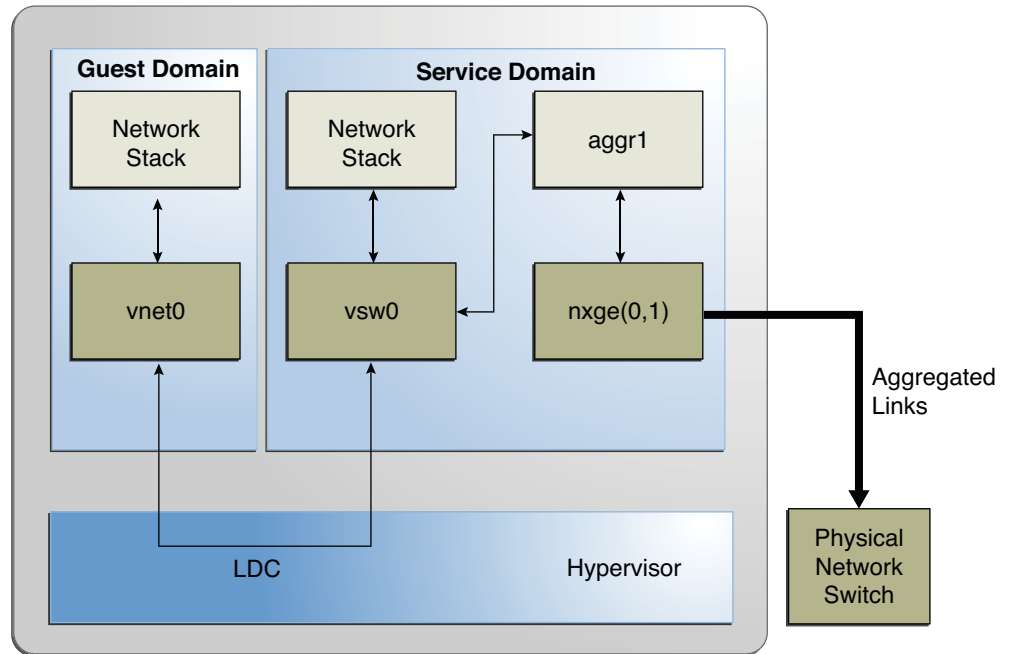 Guest Domain
Service Domain
Network
Stack
Network
Stack
aggr1
vnet0
vsw0
nxge(0,1)
Aggregated
Links
LDC
Hypervisor
Physical
Network
Switch